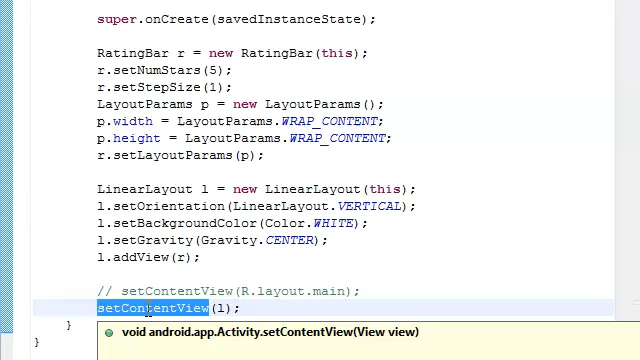 super.onCreate(savedInstanceState);
RatingBar r = new RatingBar(this);
r.setNumStars(5);
r.setStepSize(1);
LayoutParams p = new LayoutParams();
p.width = LayoutParams.WRAP_CONTENT;
p.height = LayoutParams.WRAP_CONTENT;
r.setLayoutParams(p);
LinearLayout l = new LinearLayout(this);
l.setOrientation(LinearLayout.VERTICAL);
l.setBackgroundColor(Color.WHITE);
l.setGravity(Gravity.CENTER);
l.addView(r);
// setContentView(R.layout.main);
setContentView(l);
}
void android.app.Activity.setContentView(View view)
}